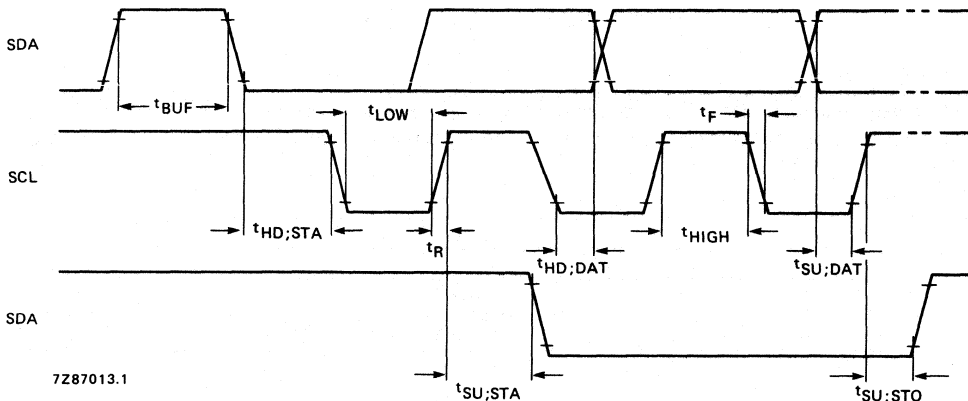 SDA
tBUF
tLOW
tF
SCL
tHD;STA
tR
tHD;DAT
tHIGH
tSU;DAT
SDA
7Z87013.1
tSU;STA
tSU;STO